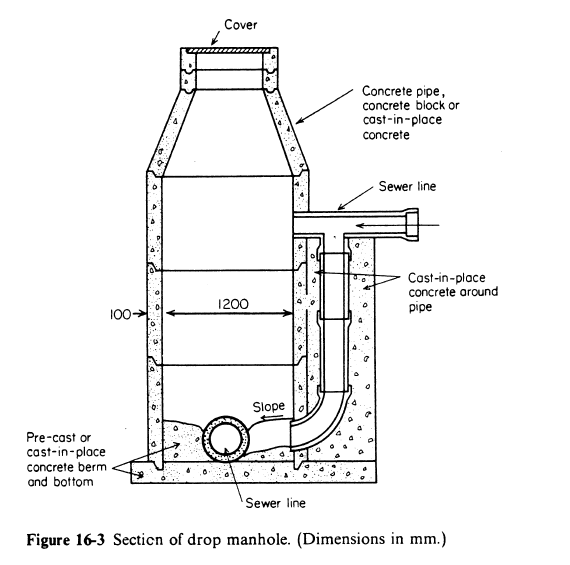 Cover
Concrete pipe,
concrete block or
cast-in-place
concrete
Sewer line
Cast-in-place
concrete around
pipe
100
1200
Slope
Pre-cast or
cast-in-place
concrete berm
and bottom
Sewer line
Figure 16-3 Section of drop manhole. (Dimensions in mm.)